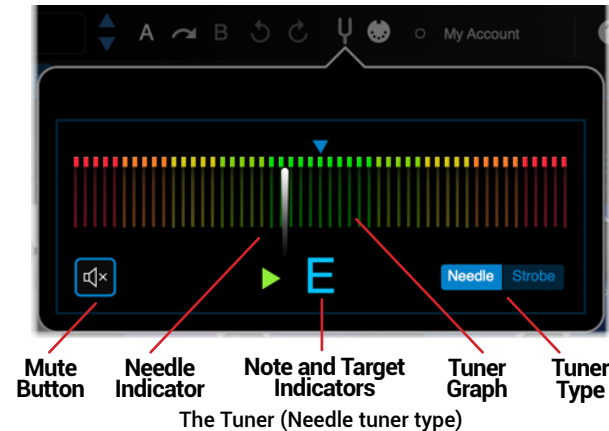 A B My Account
E
Needle Strobe
Mute Button
Needle Indicator
Note and Target Indicators
Tuner Graph
Tuner Type
The Tuner (Needle tuner type)